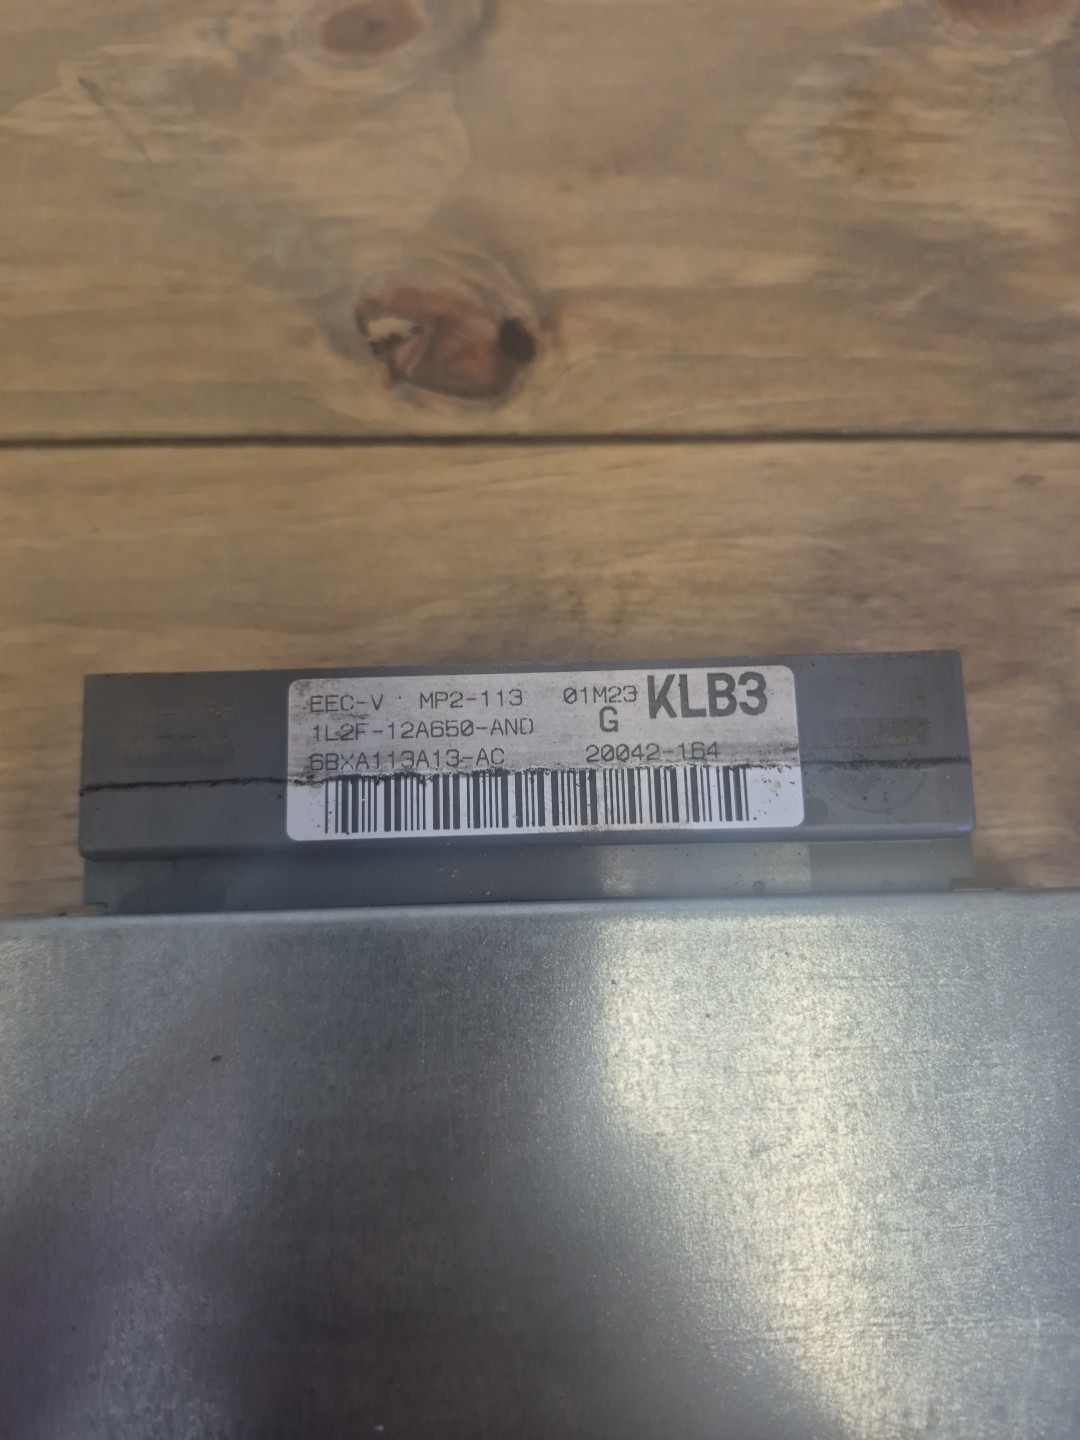 EEC-V MP2-113 01M23 KLB3
1L2F-12A650-AND G
6BXA113A13-AC 20042-164